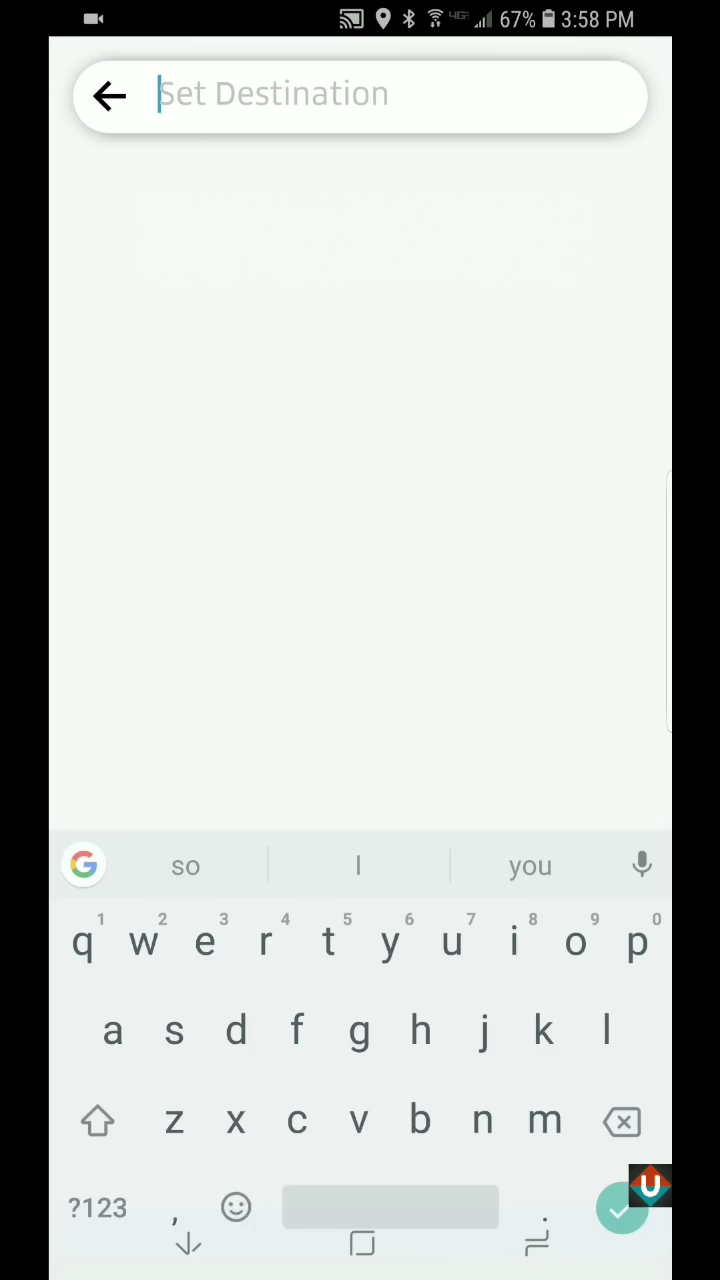 4G 67% 3:58 PM
Set Destination
so I you
1 2 3 4 5 6 7 8 9 0
q w e r t y u i o p
a s d f g h j k l
z x c v b n m
?123 , .
U